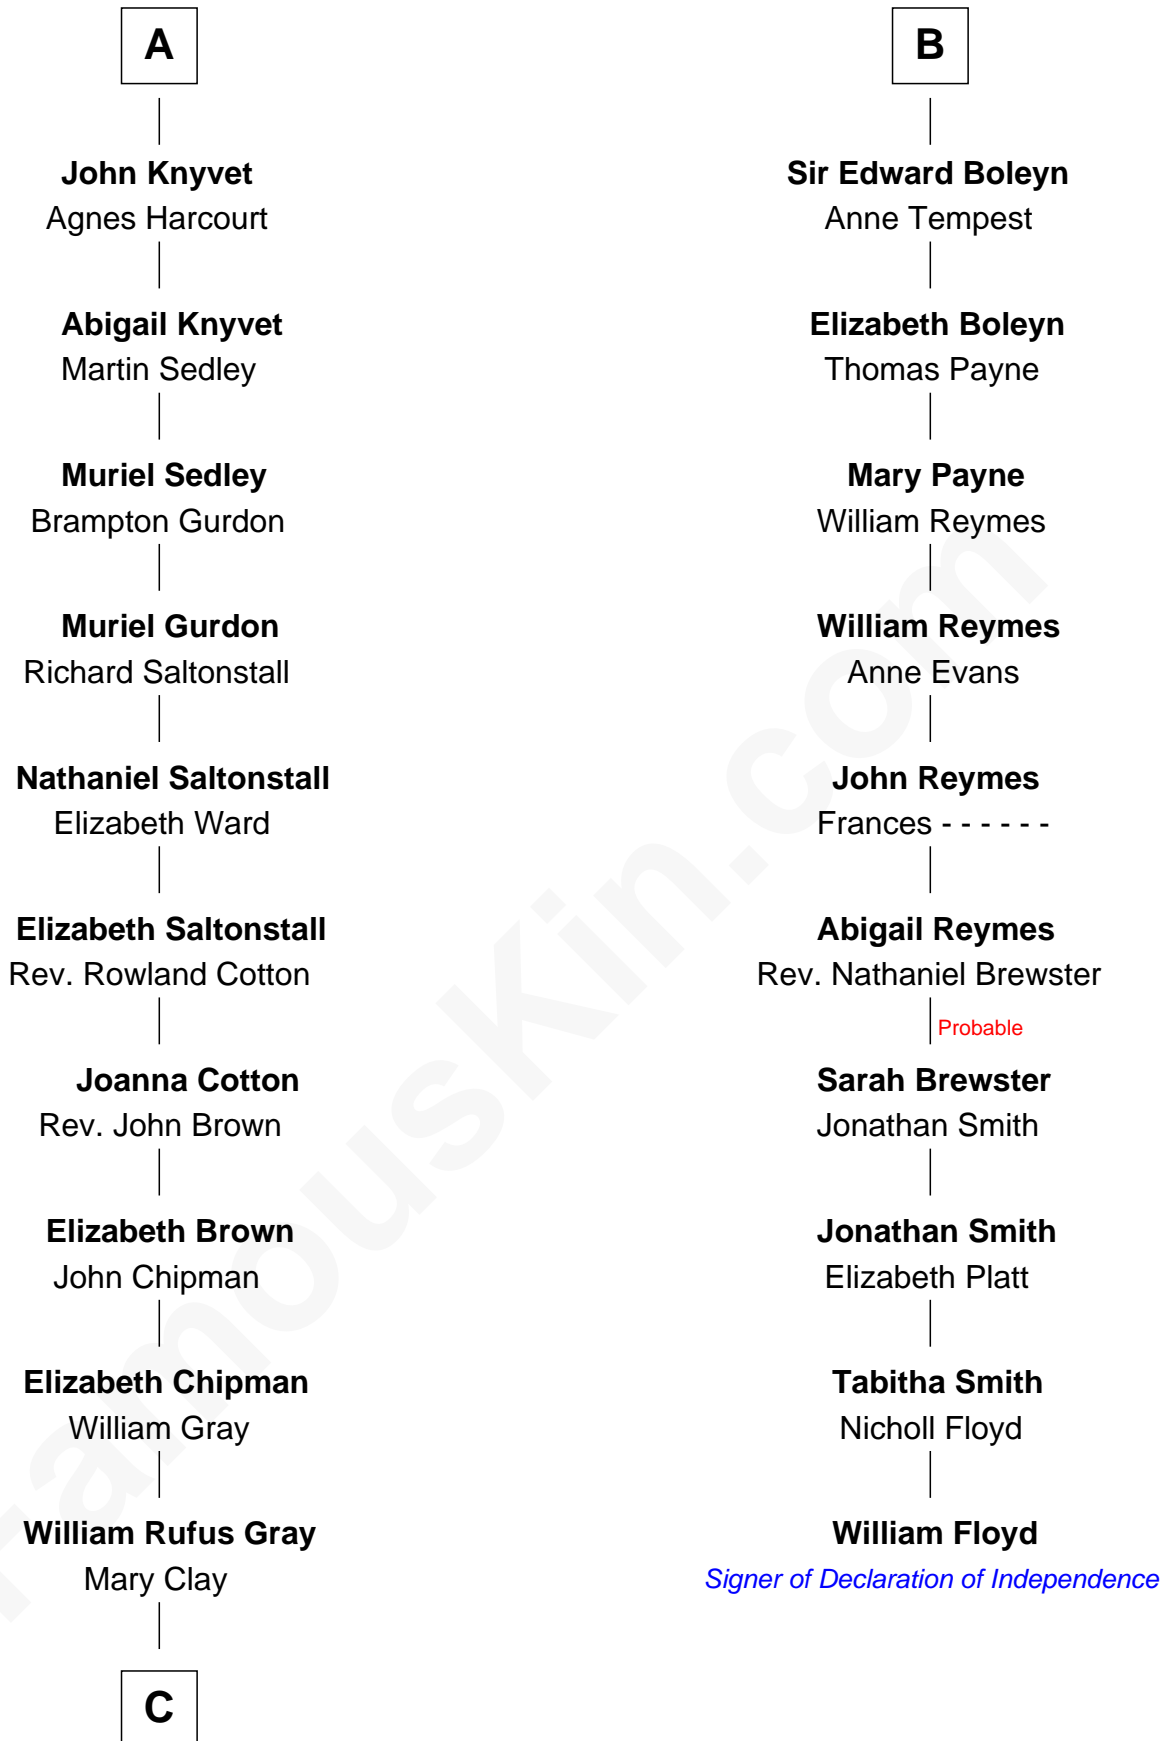 A
John Knyvet
Agnes Harcourt
Abigail Knyvet
Martin Sedley
Muriel Sedley
Brampton Gurdon
Muriel Gurdon
Richard Saltonstall
Nathaniel Saltonstall
Elizabeth Ward
Elizabeth Saltonstall
Rev. Rowland Cotton
Joanna Cotton
Rev. John Brown
Elizabeth Brown
John Chipman
Elizabeth Chipman
William Gray
William Rufus Gray
Mary Clay
C
B
Sir Edward Boleyn
Anne Tempest
Elizabeth Boleyn
Thomas Payne
Mary Payne
William Reymes
William Reymes
Anne Evans
John Reymes
Frances - - - - - -
Abigail Reymes
Rev. Nathaniel Brewster
Probable
Sarah Brewster
Jonathan Smith
Jonathan Smith
Elizabeth Platt
Tabitha Smith
Nicholl Floyd
William Floyd
Signer of Declaration of Independence
FamousKin.com